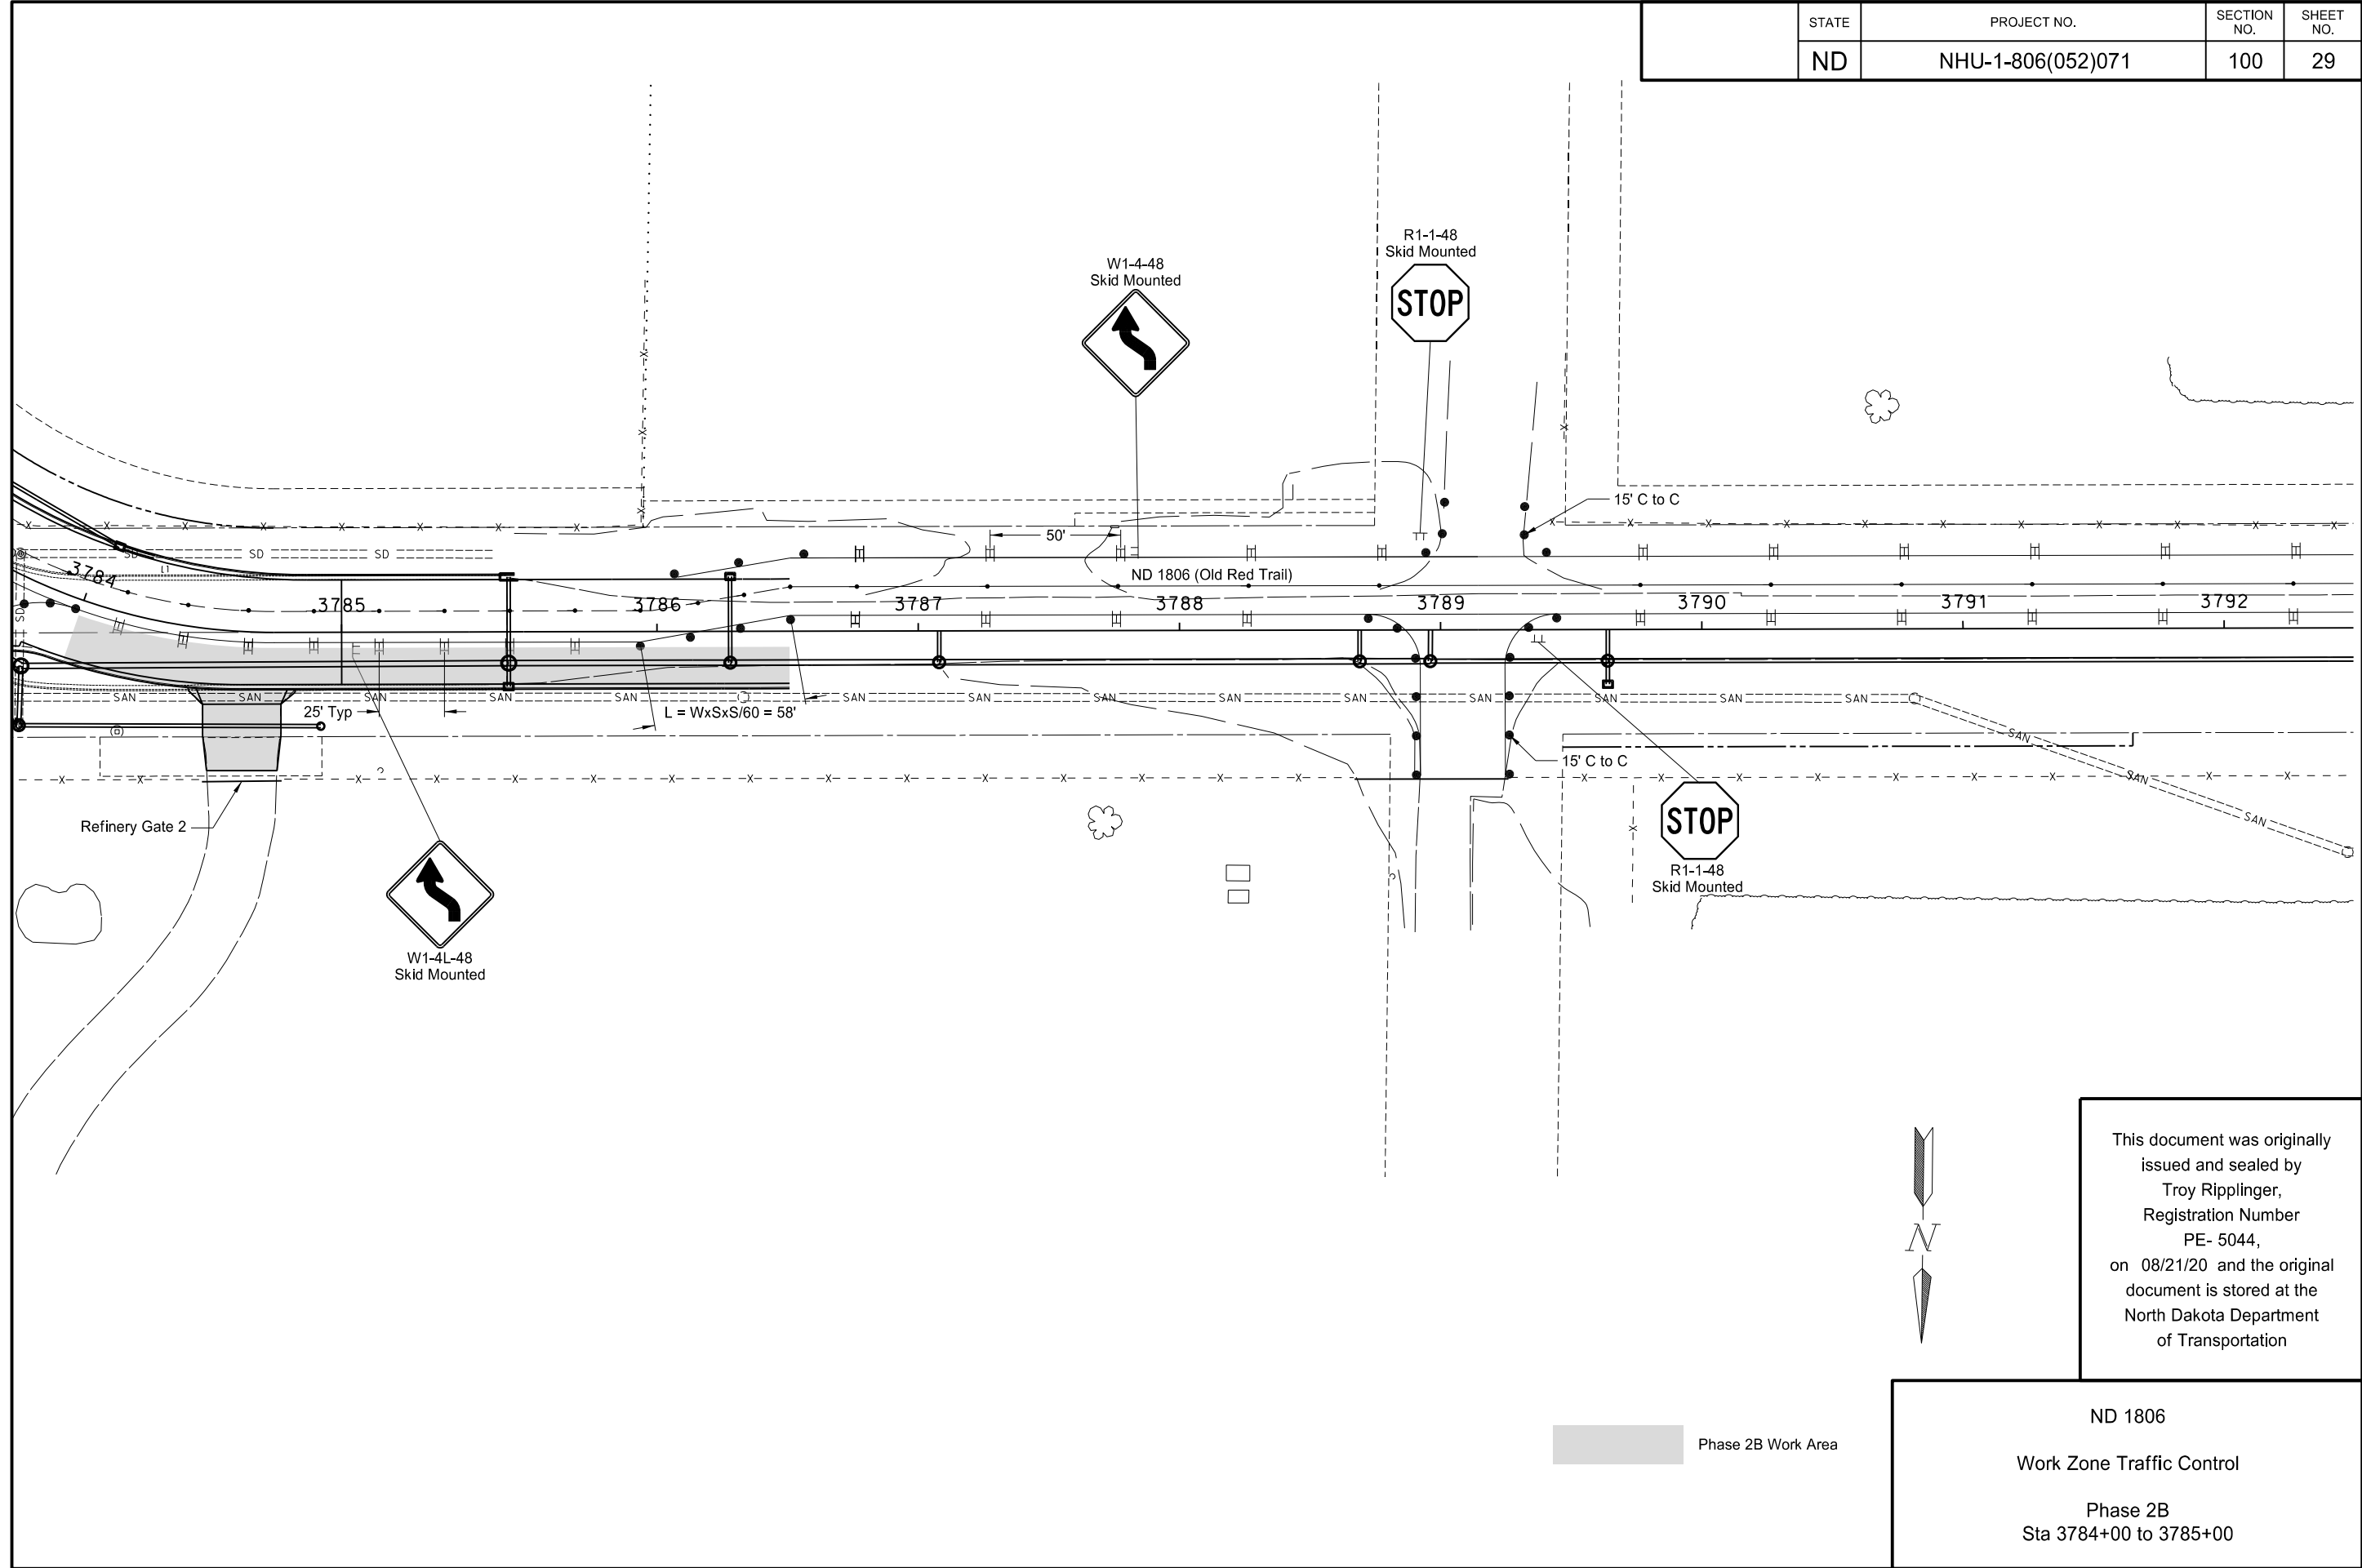 STATE
PROJECT NO.
SECTION NO.
SHEET NO.
ND
NHU-1-806(052)071
100
29
R1-1-48
Skid Mounted
STOP
W1-4-48
Skid Mounted
15' C to C
50'
SD SD SD
3784
ND 1806 (Old Red Trail)
3785 3786 3787 3788 3789 3790 3791 3792
SD
SAN SAN SAN SAN SAN SAN SAN SAN SAN SAN SAN SAN SAN SAN SAN
25' Typ
L = WxSxS/60 = 58'
SAN
15' C to C
SAN
SAN
Refinery Gate 2
STOP
R1-1-48
Skid Mounted
W1-4L-48
Skid Mounted
N
This document was originally
issued and sealed by
Troy Ripplinger,
Registration Number
PE- 5044,
on 08/21/20 and the original
document is stored at the
North Dakota Department
of Transportation
Phase 2B Work Area
ND 1806
Work Zone Traffic Control
Phase 2B
Sta 3784+00 to 3785+00